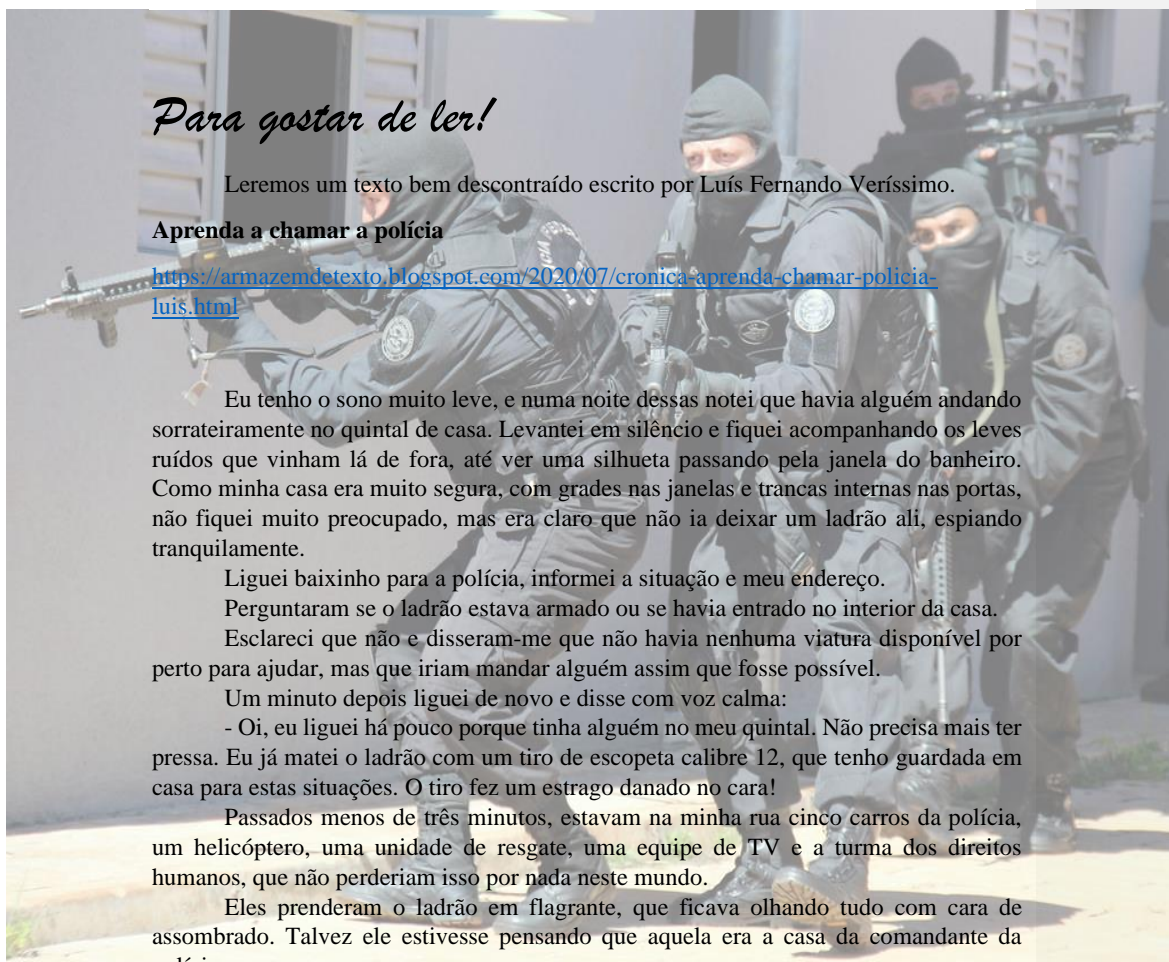 Para gostar de ler!
Leremos um texto bem descontraído escrito por Luís Fernando Veríssimo.
Aprenda a chamar a polícia
https://armazemdetexto.blogspot.com/2020/07/cronica-aprenda-chamar-policia-
luis.html
Eu tenho o sono muito leve, e numa noite dessas notei que havia alguém andando
sorrateiramente no quintal de casa. Levantei em silêncio e fiquei acompanhando os leves
ruídos que vinham lá de fora, até ver uma silhueta passando pela janela do banheiro.
Como minha casa era muito segura, com grades nas janelas e trancas internas nas portas,
não fiquei muito preocupado, mas era claro que não ia deixar um ladrão ali, espiando
tranquilamente.
Liguei baixinho para a polícia, informei a situação e meu endereço.
Perguntaram se o ladrão estava armado ou se havia entrado no interior da casa.
Esclareci que não e disseram-me que não havia nenhuma viatura disponível por
perto para ajudar, mas que iriam mandar alguém assim que fosse possível.
Um minuto depois liguei de novo e disse com voz calma:
- Oi, eu liguei há pouco porque tinha alguém no meu quintal. Não precisa mais ter
pressa. Eu já matei o ladrão com um tiro de escopeta calibre 12, que tenho guardada em
casa para estas situações. O tiro fez um estrago danado no cara!
Passados menos de três minutos, estavam na minha rua cinco carros da polícia,
um helicóptero, uma unidade de resgate, uma equipe de TV e a turma dos direitos
humanos, que não perderiam isso por nada neste mundo.
Eles prenderam o ladrão em flagrante, que ficava olhando tudo com cara de
assombrado. Talvez ele estivesse pensando que aquela era a casa da comandante da